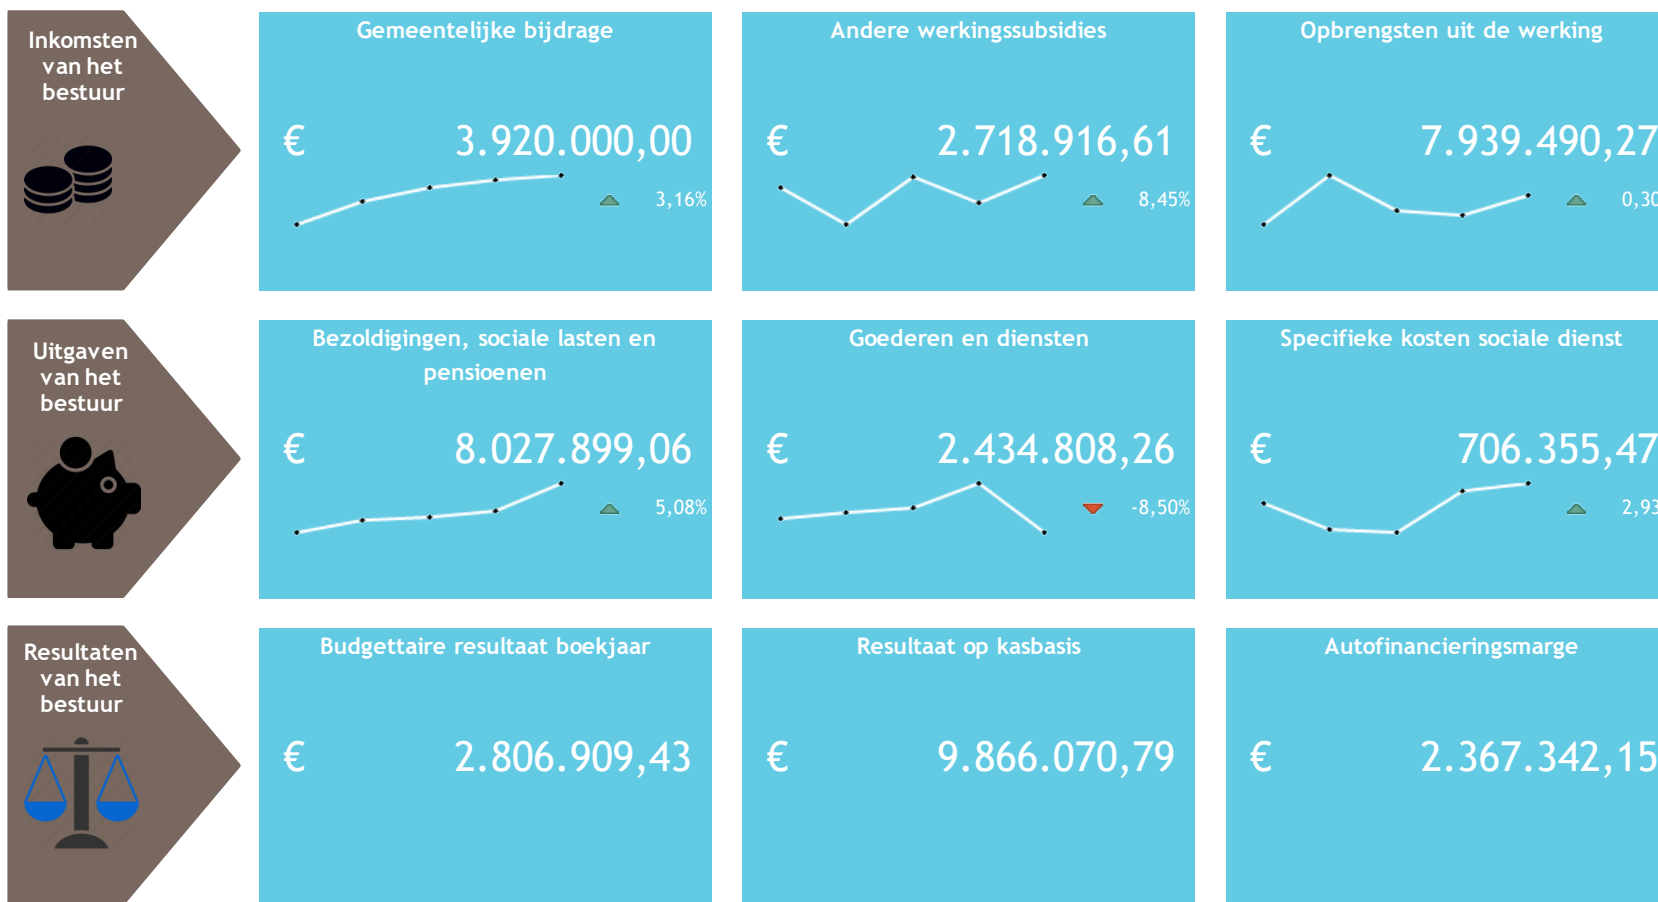 Inkomsten
van het
bestuur
Gemeentelijke bijdrage
€ 3.920.000,00
3,16%
Andere werkingssubsidies
€ 2.718.916,61
8,45%
Opbrengsten uit de werking
€ 7.939.490,27
0,30
Uitgaven
van het
bestuur
Bezoldigingen, sociale lasten en
pensioenen
€ 8.027.899,06
5,08%
Goederen en diensten
€ 2.434.808,26
-8,50%
Specifieke kosten sociale dienst
€ 706.355,47
2,93
Resultaten
van het
bestuur
Budgettaire resultaat boekjaar
€ 2.806.909,43
Resultaat op kasbasis
€ 9.866.070,79
Autofinancieringsmarge
€ 2.367.342,15